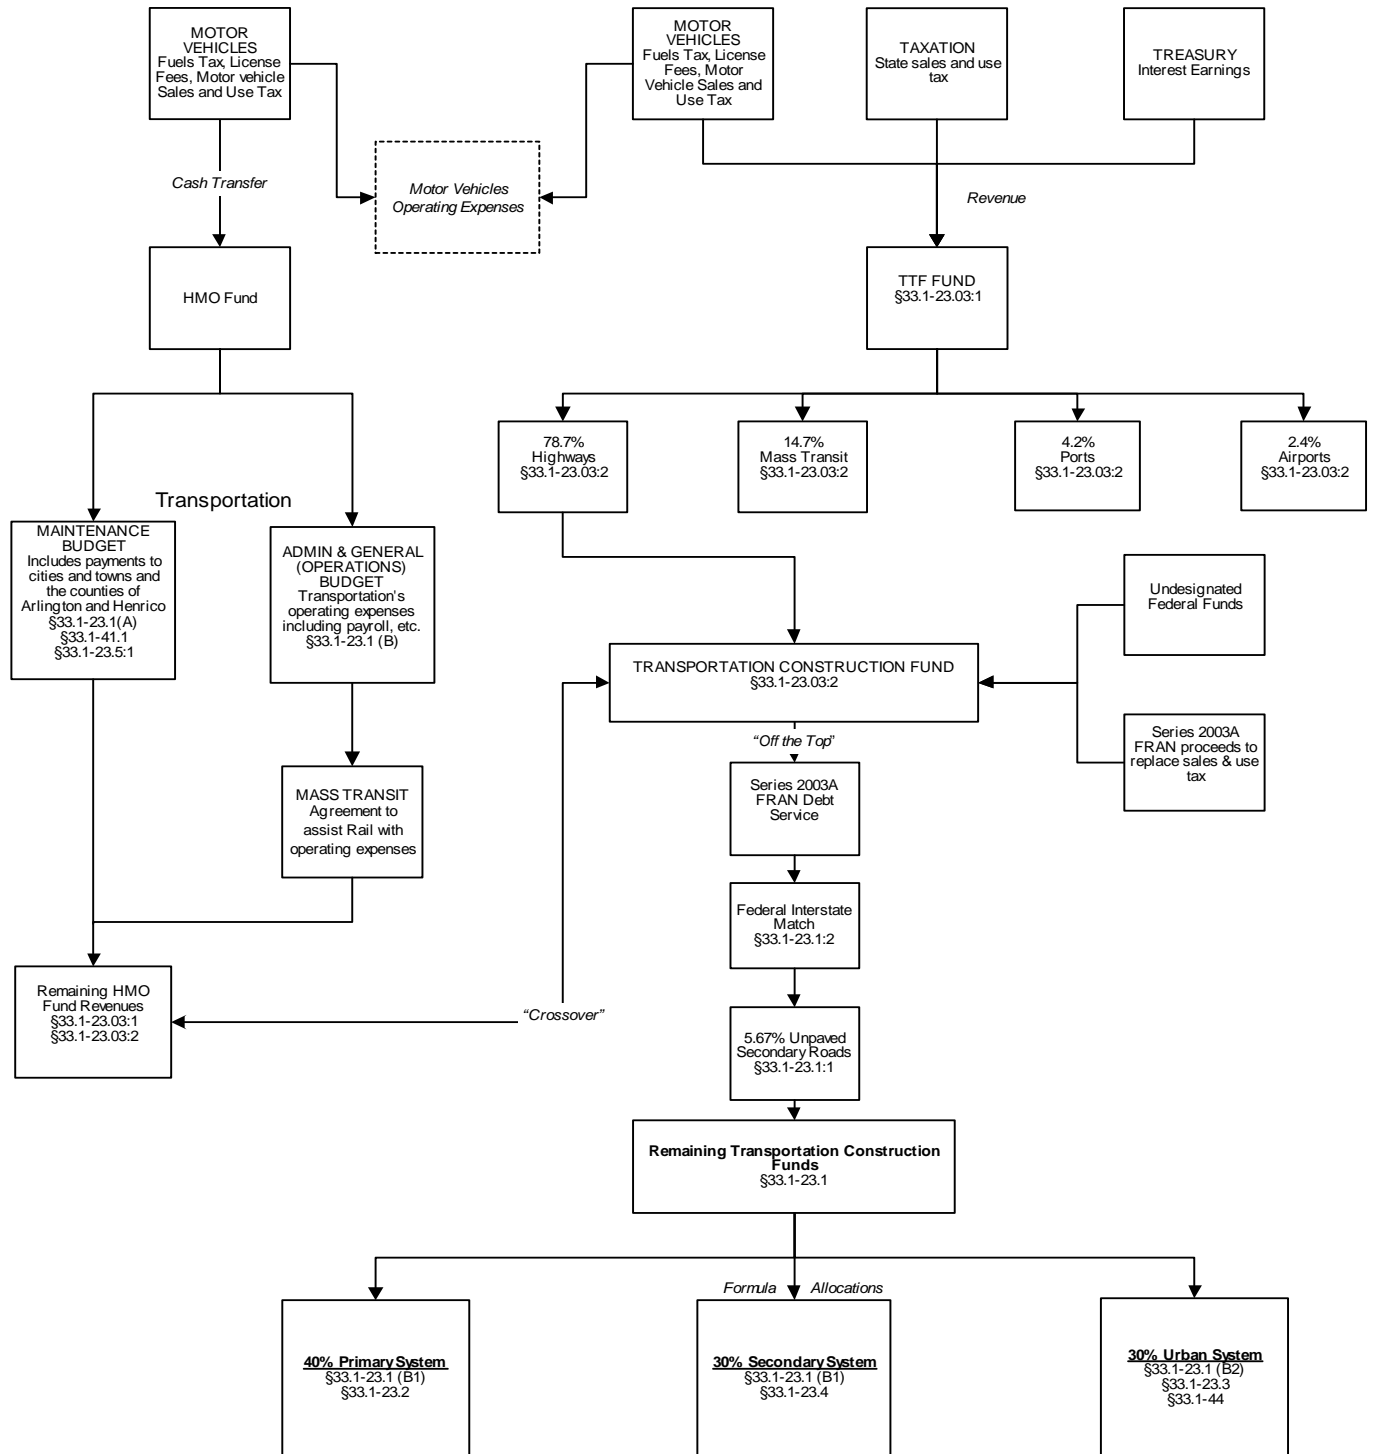 MOTOR
VEHICLES
Fuels Tax, License
Fees, Motor vehicle
Sales and Use Tax
MOTOR
VEHICLES
Fuels Tax, License
Fees, Motor
Vehicle Sales and
Use Tax
TAXATION
State sales and use
tax
TREASURY
Interest Earnings
Cash Transfer
Motor Vehicles
Operating Expenses
Revenue
HMO Fund
TTF FUND
§33.1-23.03:1
78.7%
Highways
§33.1-23.03:2
14.7%
Mass Transit
§33.1-23.03:2
4.2%
Ports
§33.1-23.03:2
2.4%
Airports
§33.1-23.03:2
Transportation
MAINTENANCE
BUDGET
Includes payments to
cities and towns and
the counties of
Arlington and Henrico
§33.1-23.1(A)
§33.1-41.1
§33.1-23.5:1
ADMIN & GENERAL
(OPERATIONS)
BUDGET
Transportation's
operating expenses
including payroll, etc.
§33.1-23.1 (B)
Undesignated
Federal Funds
TRANSPORTATION CONSTRUCTION FUND
§33.1-23.03:2
"Off the Top"
Series 2003A
FRAN proceeds to
replace sales & use
tax
MASS TRANSIT
Agreement to
assist Rail with
operating expenses
Series 2003A
FRAN Debt
Service
Federal Interstate
Match
§33.1-23.1:2
Remaining HMO
Fund Revenues
§33.1-23.03:1
§33.1-23.03:2
"Crossover"
5.67% Unpaved
Secondary Roads
§33.1-23.1:1
Remaining Transportation Construction
Funds
§33.1-23.1
Formula Allocations
40% Primary System
§33.1-23.1 (B1)
§33.1-23.2
30% Secondary System
§33.1-23.1 (B1)
§33.1-23.4
30% Urban System
§33.1-23.1 (B2)
§33.1-23.3
§33.1-44